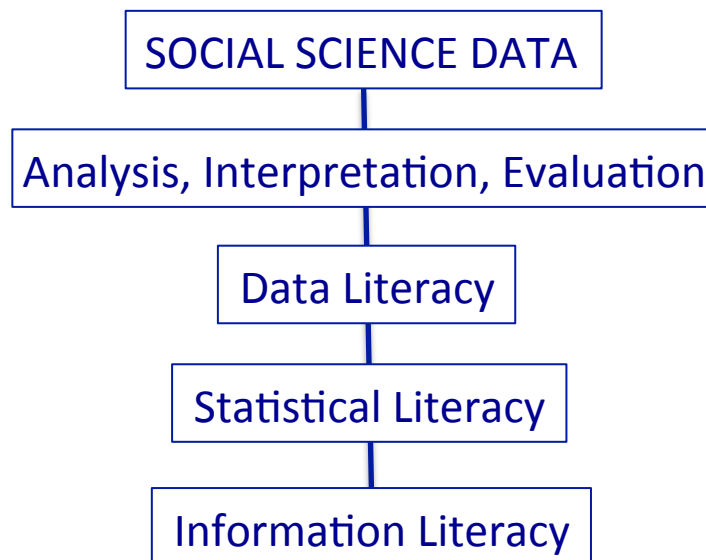 SOCIAL SCIENCE DATA
Analysis, Interpretation, Evaluation
Data Literacy
Statistical Literacy
Information Literacy